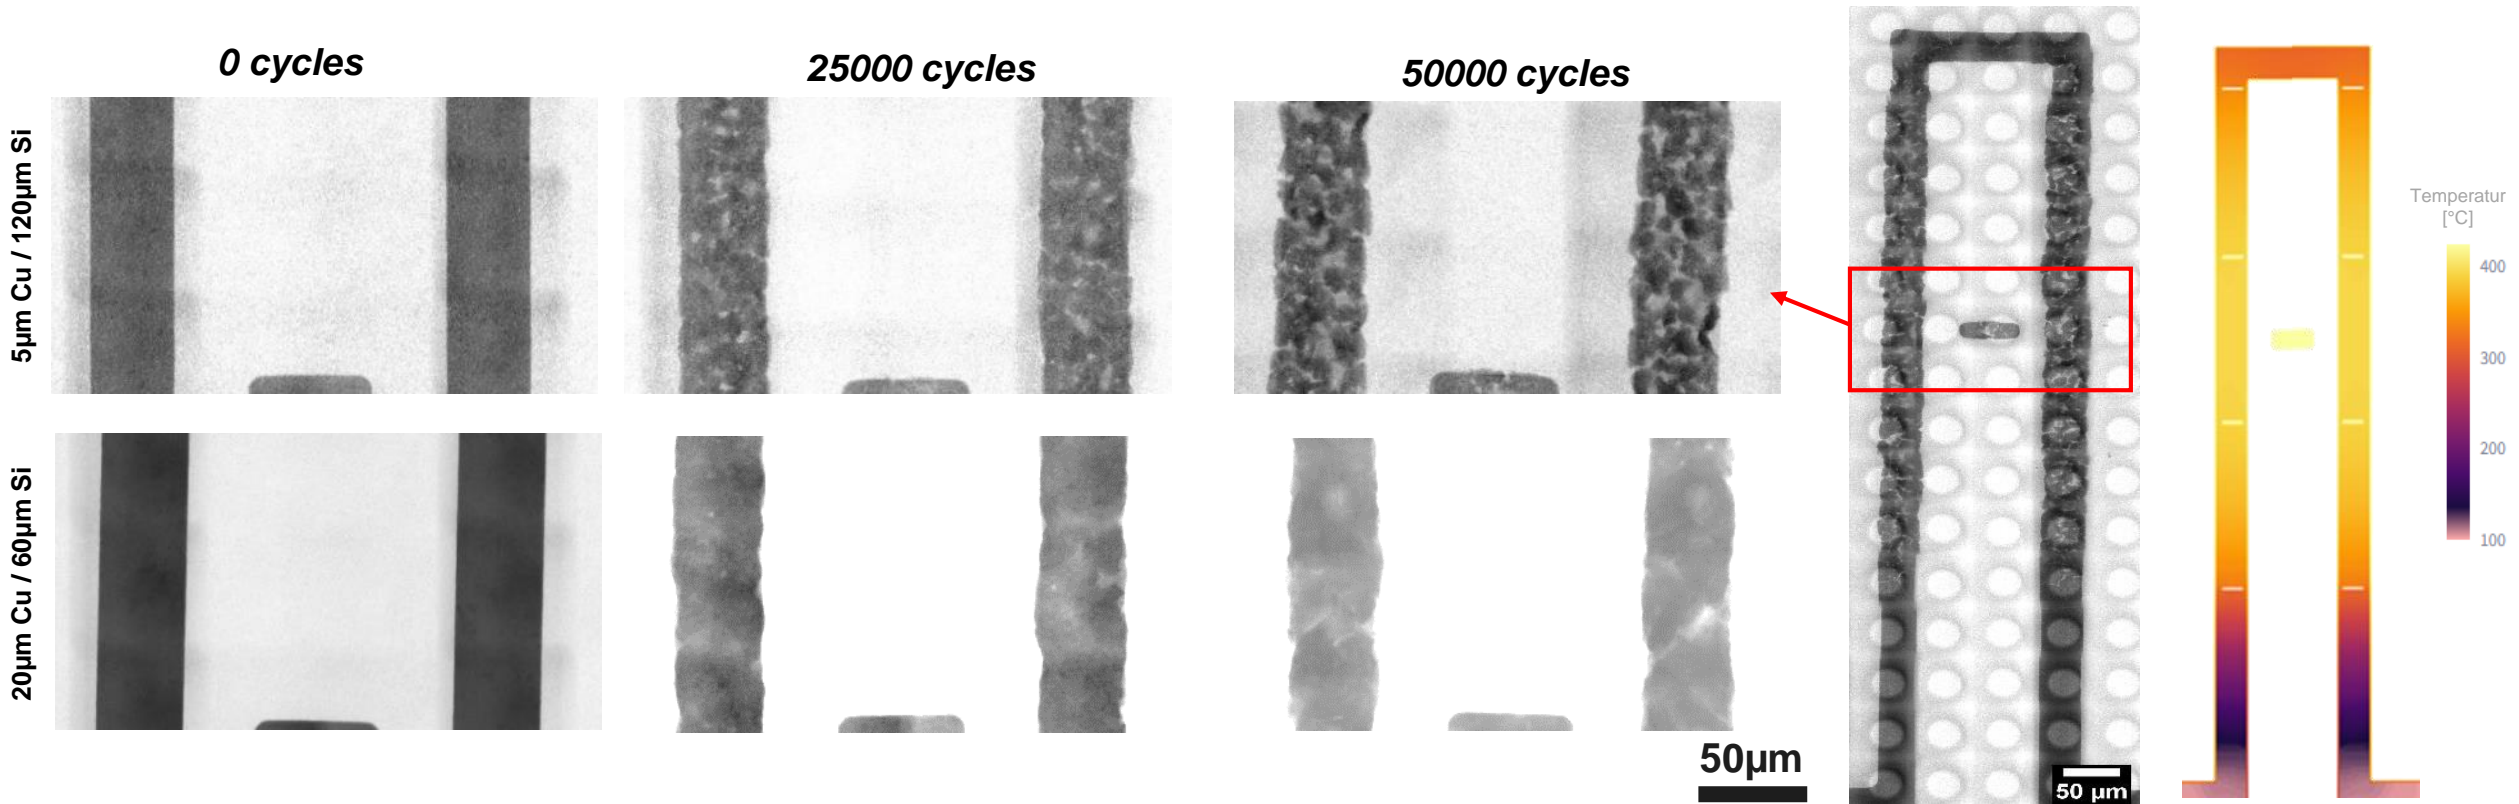 0 cycles
25000 cycles
50000 cycles
5µm Cu / 120µm Si
20µm Cu / 60µm Si
50µm
50 µm
Temperatur
[°C]
400
300
200
100